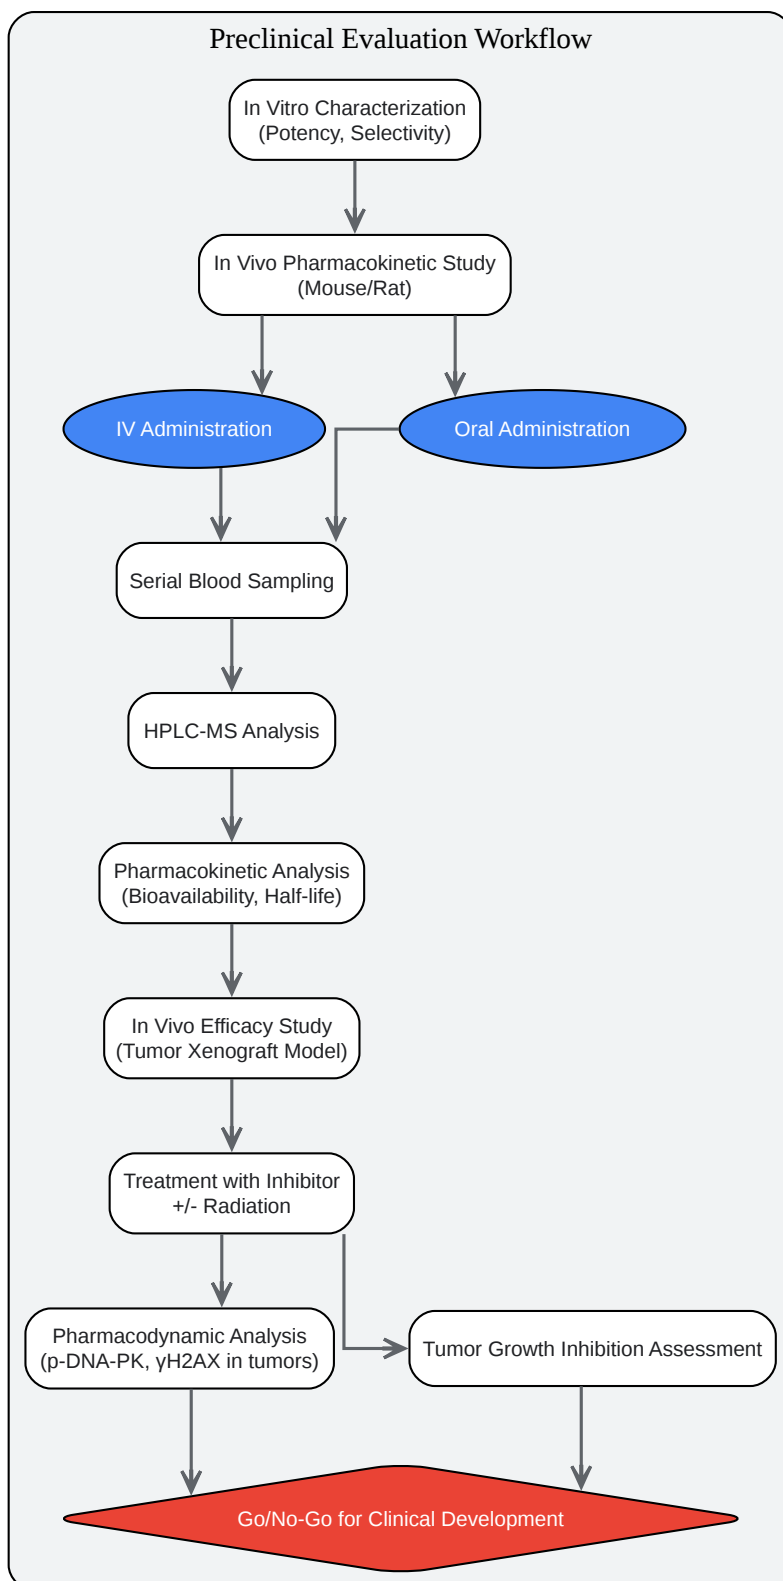 Preclinical Evaluation Workflow
In Vitro Characterization
(Potency, Selectivity)
In Vivo Pharmacokinetic Study
(Mouse/Rat)
IV Administration
Oral Administration
Serial Blood Sampling
HPLC-MS Analysis
Pharmacokinetic Analysis
(Bioavailability, Half-life)
In Vivo Efficacy Study
(Tumor Xenograft Model)
Treatment with Inhibitor
+/- Radiation
Pharmacodynamic Analysis
(p-DNA-PK, γH2AX in tumors)
Tumor Growth Inhibition Assessment
Go/No-Go for Clinical Development